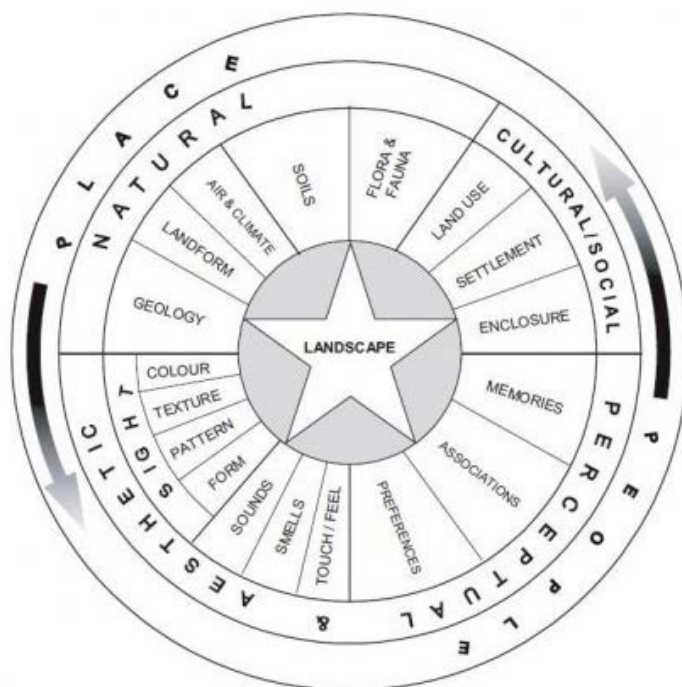 PLACE
NATURAL
CULTURAL/SOCIAL
GEOLOGY
LANDFORM
AIR & CLIMATE
SOILS
FLORA &
FAUNA
LAND USE
SETTLEMENT
ENCLOSURE
LANDSCAPE
MEMORIES
ASSOCIATIONS
PREFERENCES
TOUCH / FEEL
SMELLS
SOUNDS
SIGHT
COLOUR
TEXTURE
PATTERN
FORM
AESTHETIC & AESTHETIC
PERCEPTUAL
PEOPLE